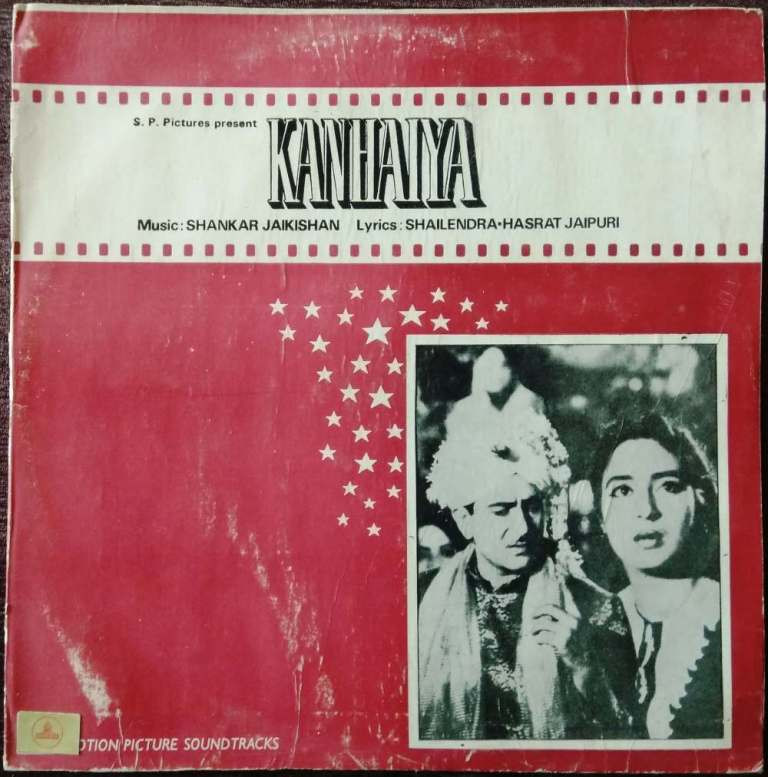 S. P. Pictures present
KANHAIYA
Music: SHANKAR JAIKISHAN Lyrics: SHAILENDRA•HASRAT JAIPURI
OTION PICTURE SOUNDTRACKS